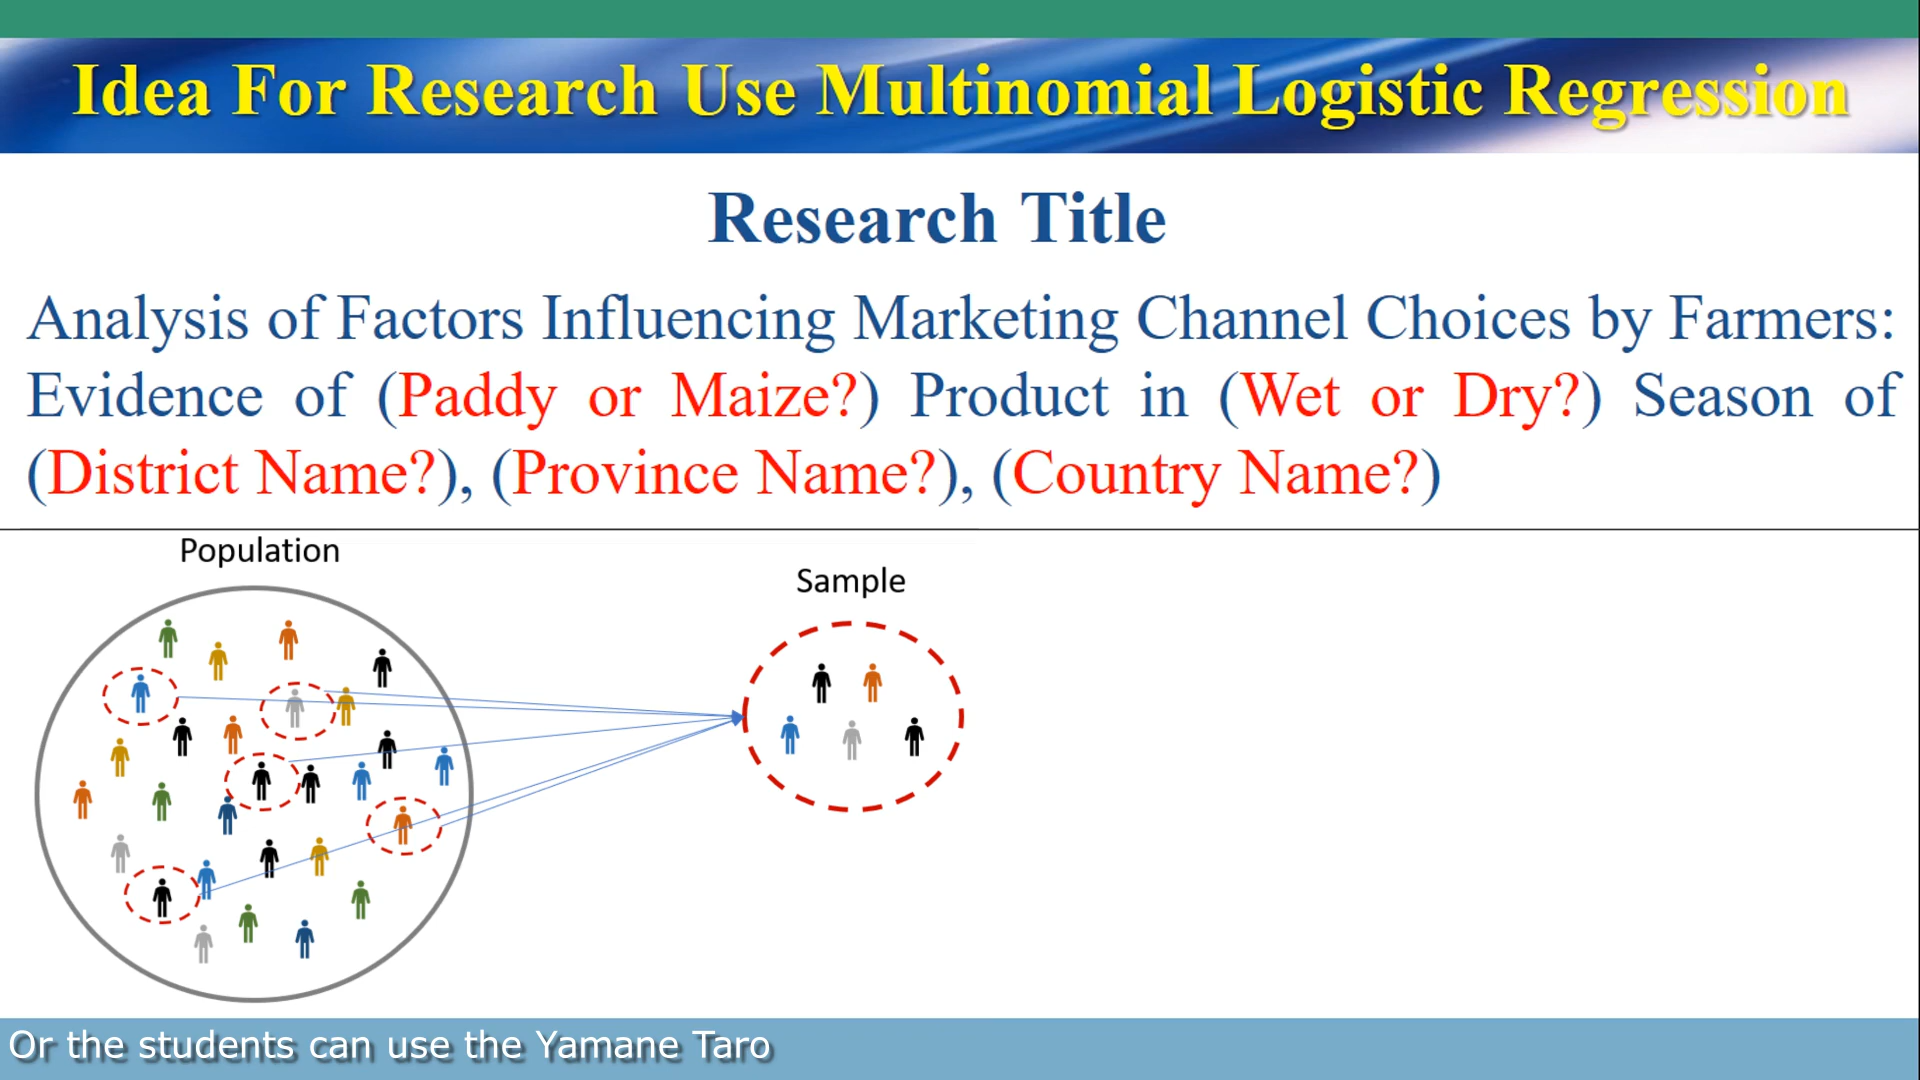 Idea For Research Use Multinomial Logistic Regression
Research Title
Analysis of Factors Influencing Marketing Channel Choices by Farmers:
Evidence of (Paddy or Maize?) Product in (Wet or Dry?) Season of
(District Name?), (Province Name?), (Country Name?)
Population
Sample
Or the students can use the Yamane Taro